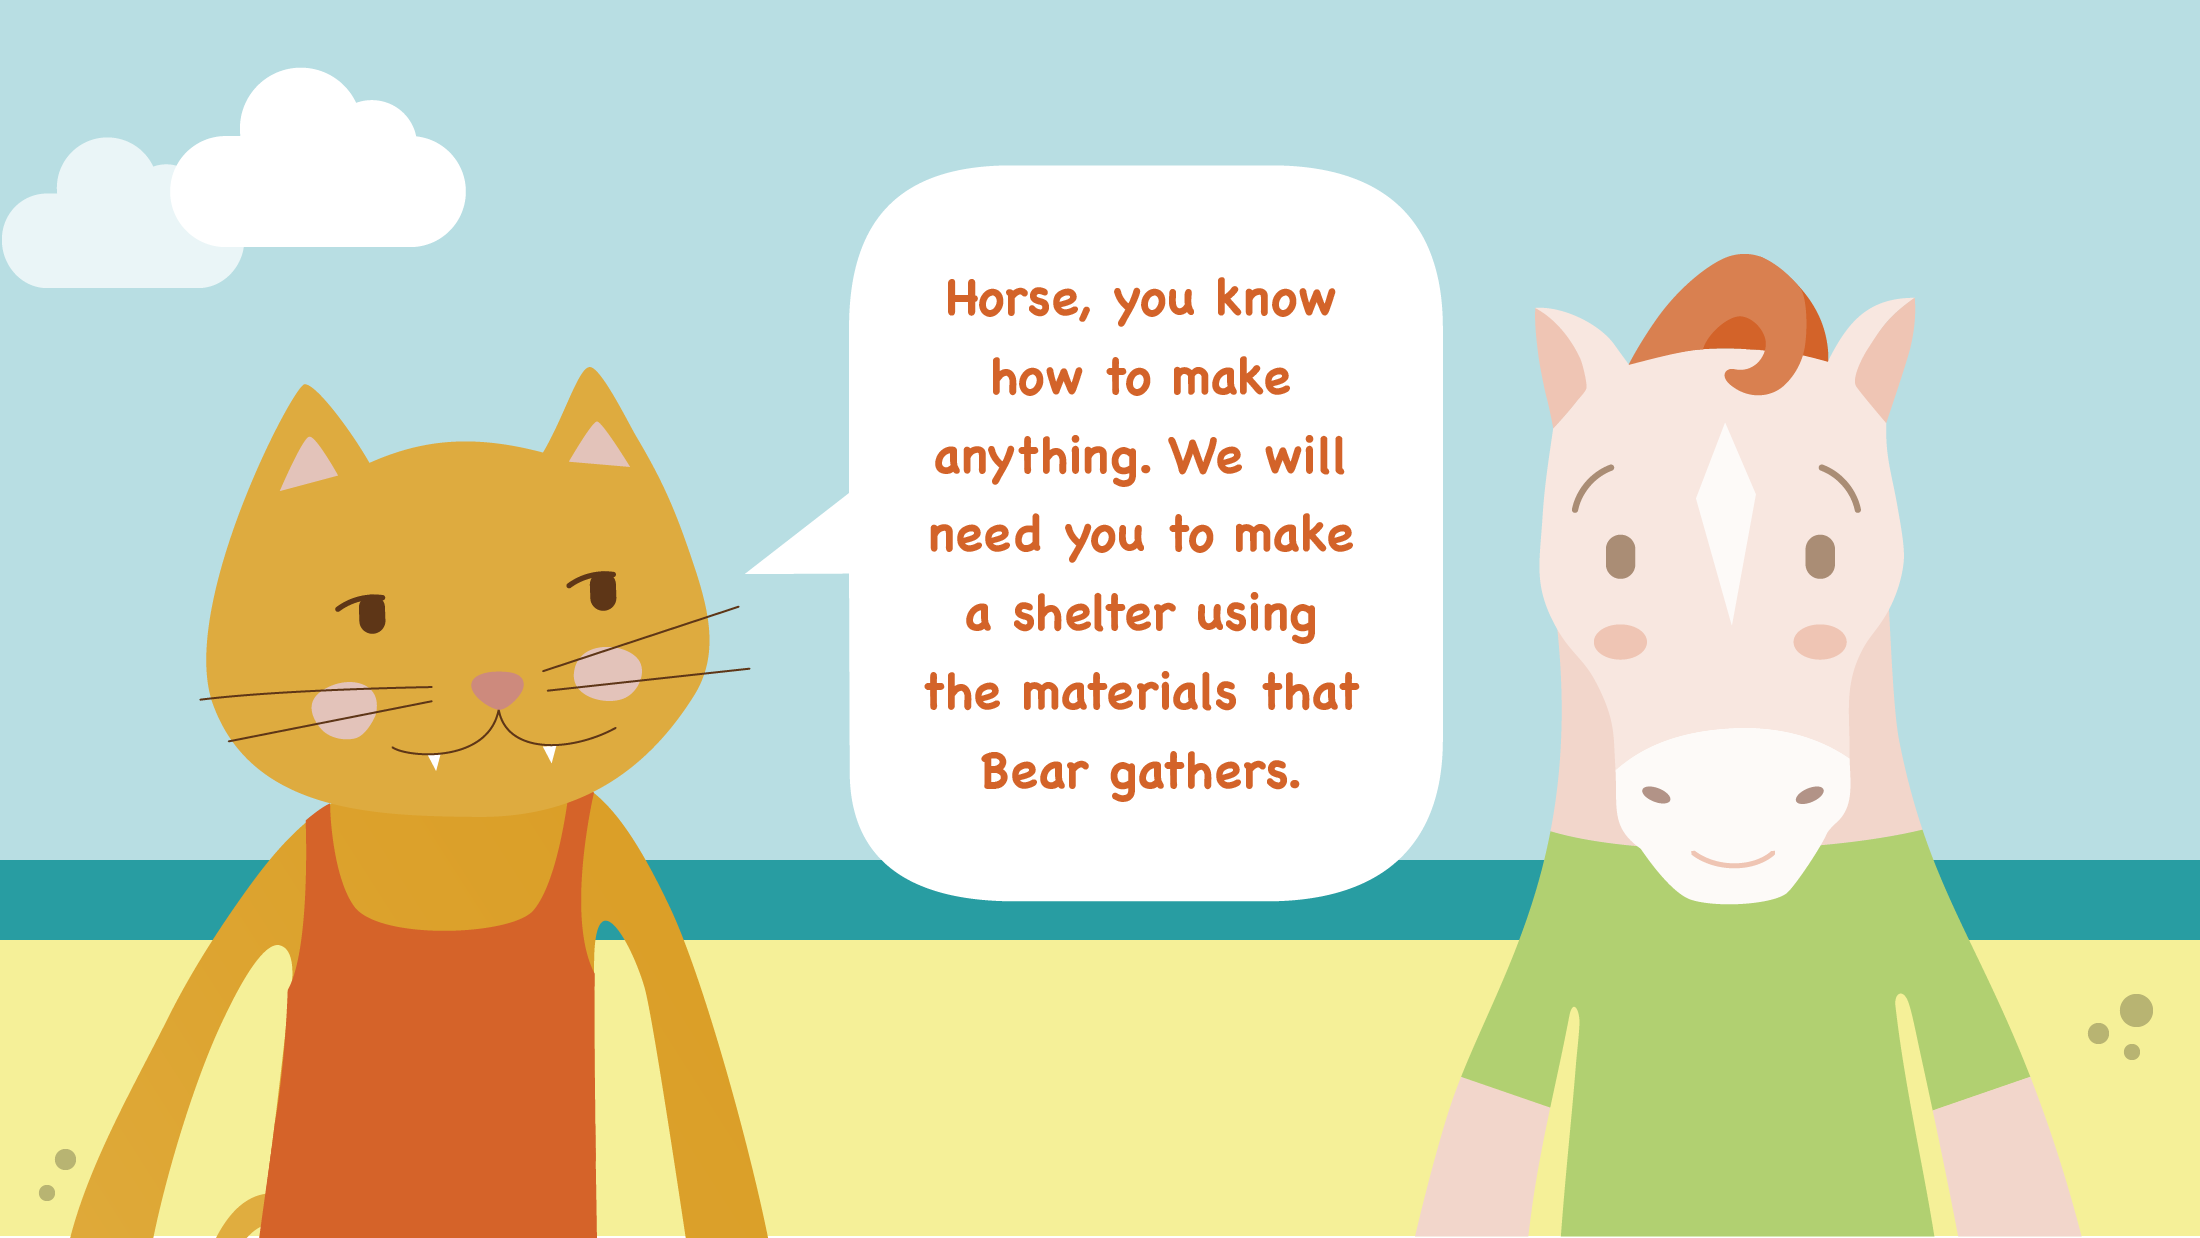 Horse, you know
how to make
anything. We will
need you to make
a shelter using
the materials that
Bear gathers.